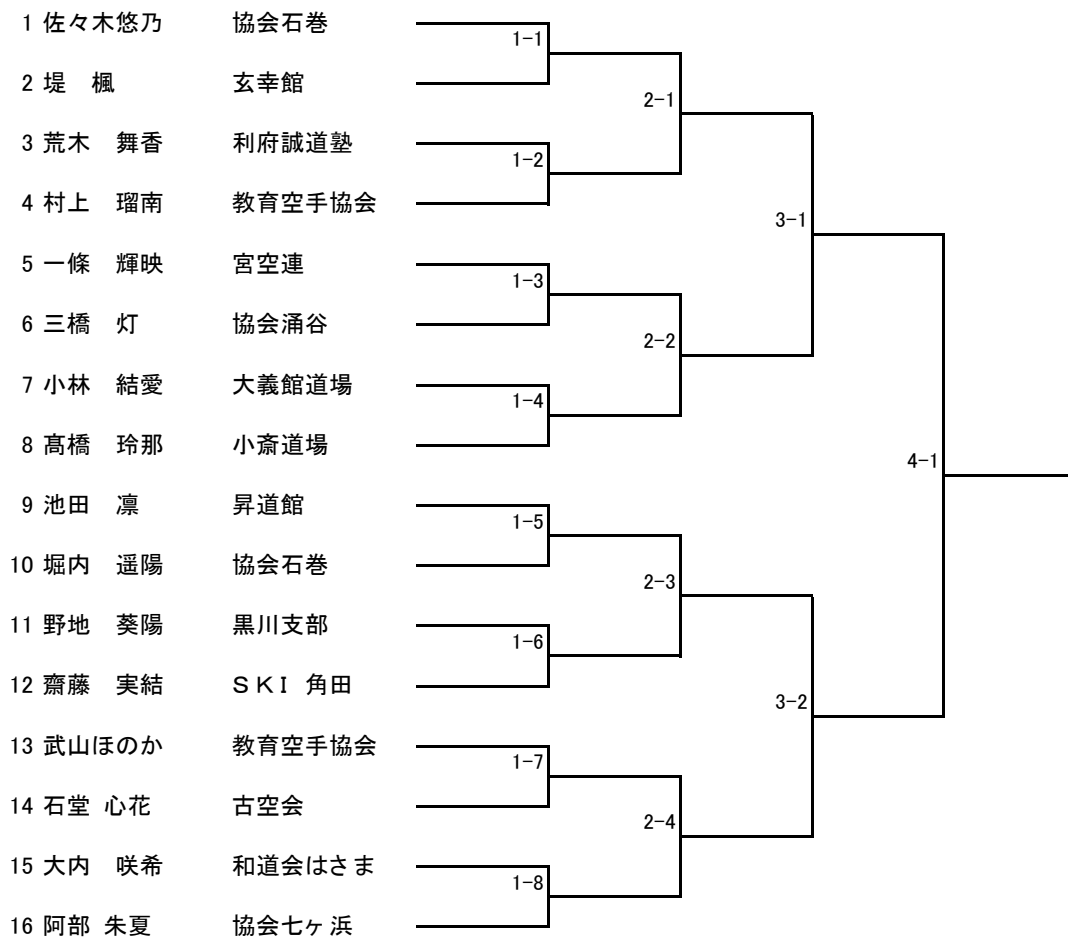 1 佐々木悠乃 協会石巻
1-1
2 堤　楓 玄幸館
2-1
3 荒木　舞香 利府誠道塾
1-2
4 村上　瑠南 教育空手協会
3-1
5 一條　輝映 宮空連
1-3
6 三橋　灯 協会涌谷
2-2
7 小林　結愛 大義館道場
1-4
8 髙橋　玲那 小斎道場
4-1
9 池田　凛 昇道館
1-5
10 堀内　遥陽 協会石巻
2-3
11 野地　葵陽 黒川支部
1-6
12 齋藤　実結 ＳＫＩ 角田
3-2
13 武山ほのか 教育空手協会
1-7
14 石堂 心花 古空会
2-4
15 大内　咲希 和道会はさま
1-8
16 阿部 朱夏 協会七ヶ浜